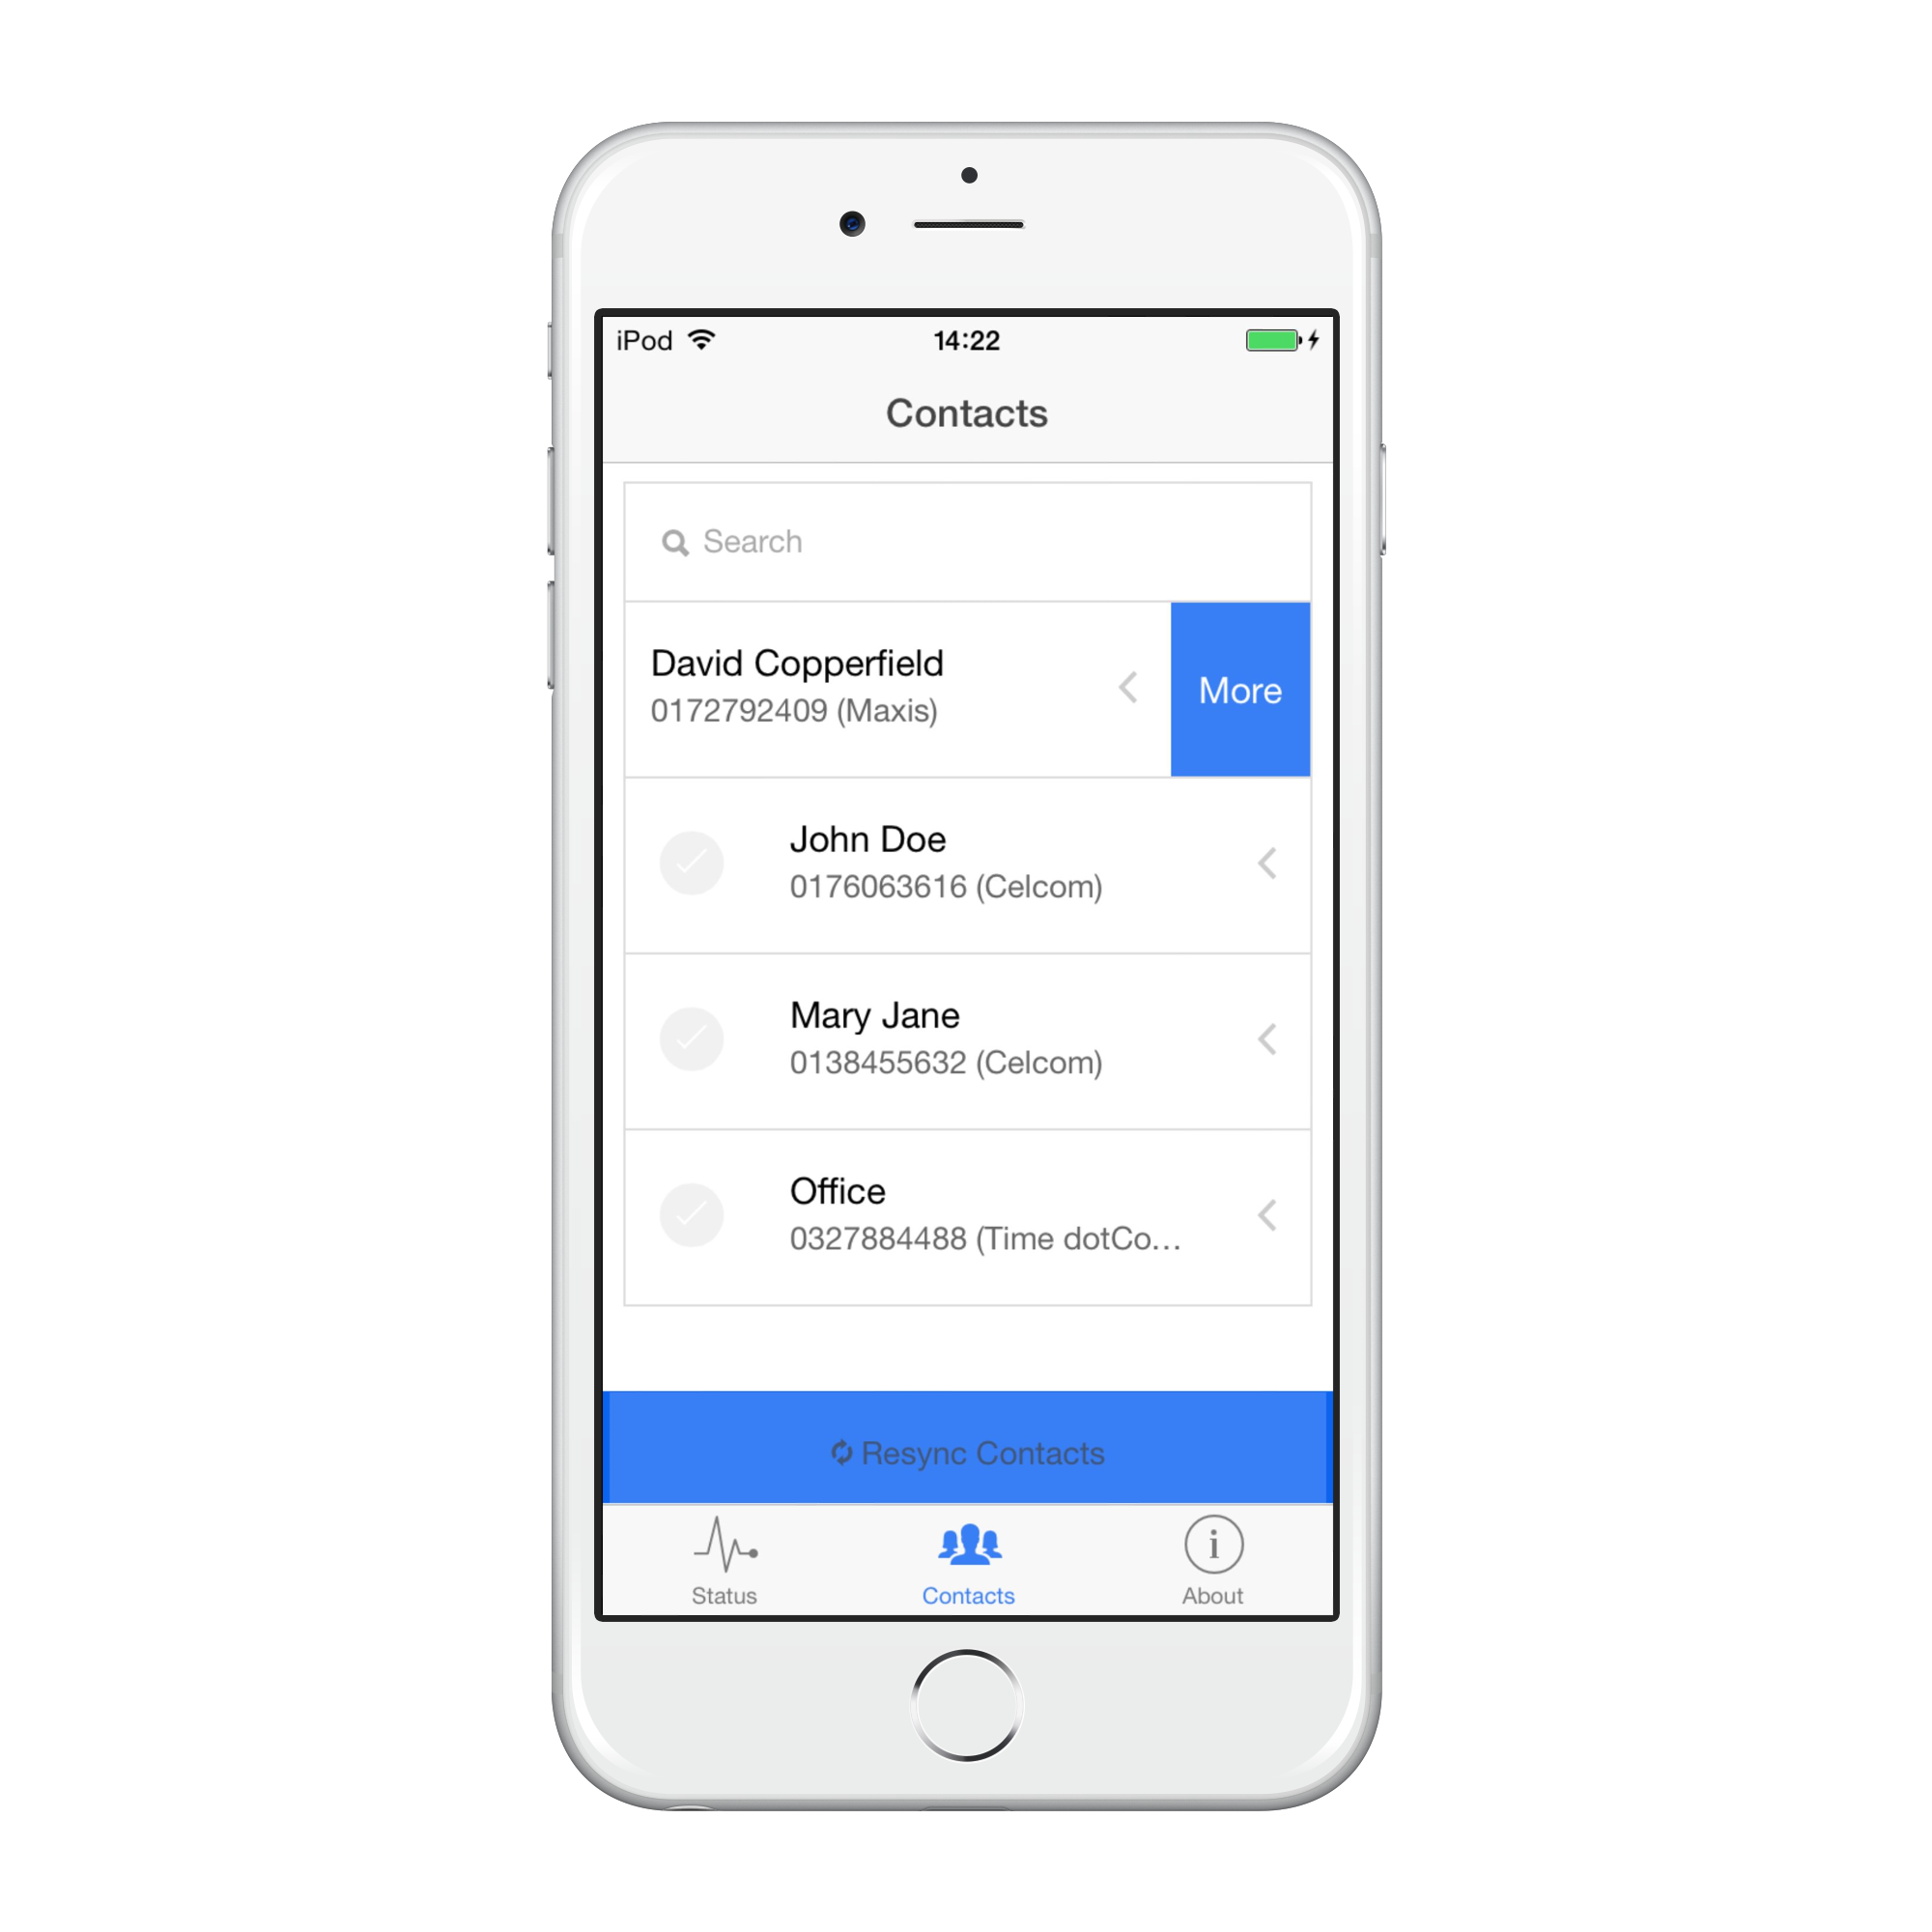 iPod 14:22
Contacts
Search
David Copperfield
0172792409 (Maxis)
More
John Doe
0176063616 (Celcom)
Mary Jane
0138455632 (Celcom)
Office
0327884488 (Time dotCo...
Resync Contacts
Status Contacts About